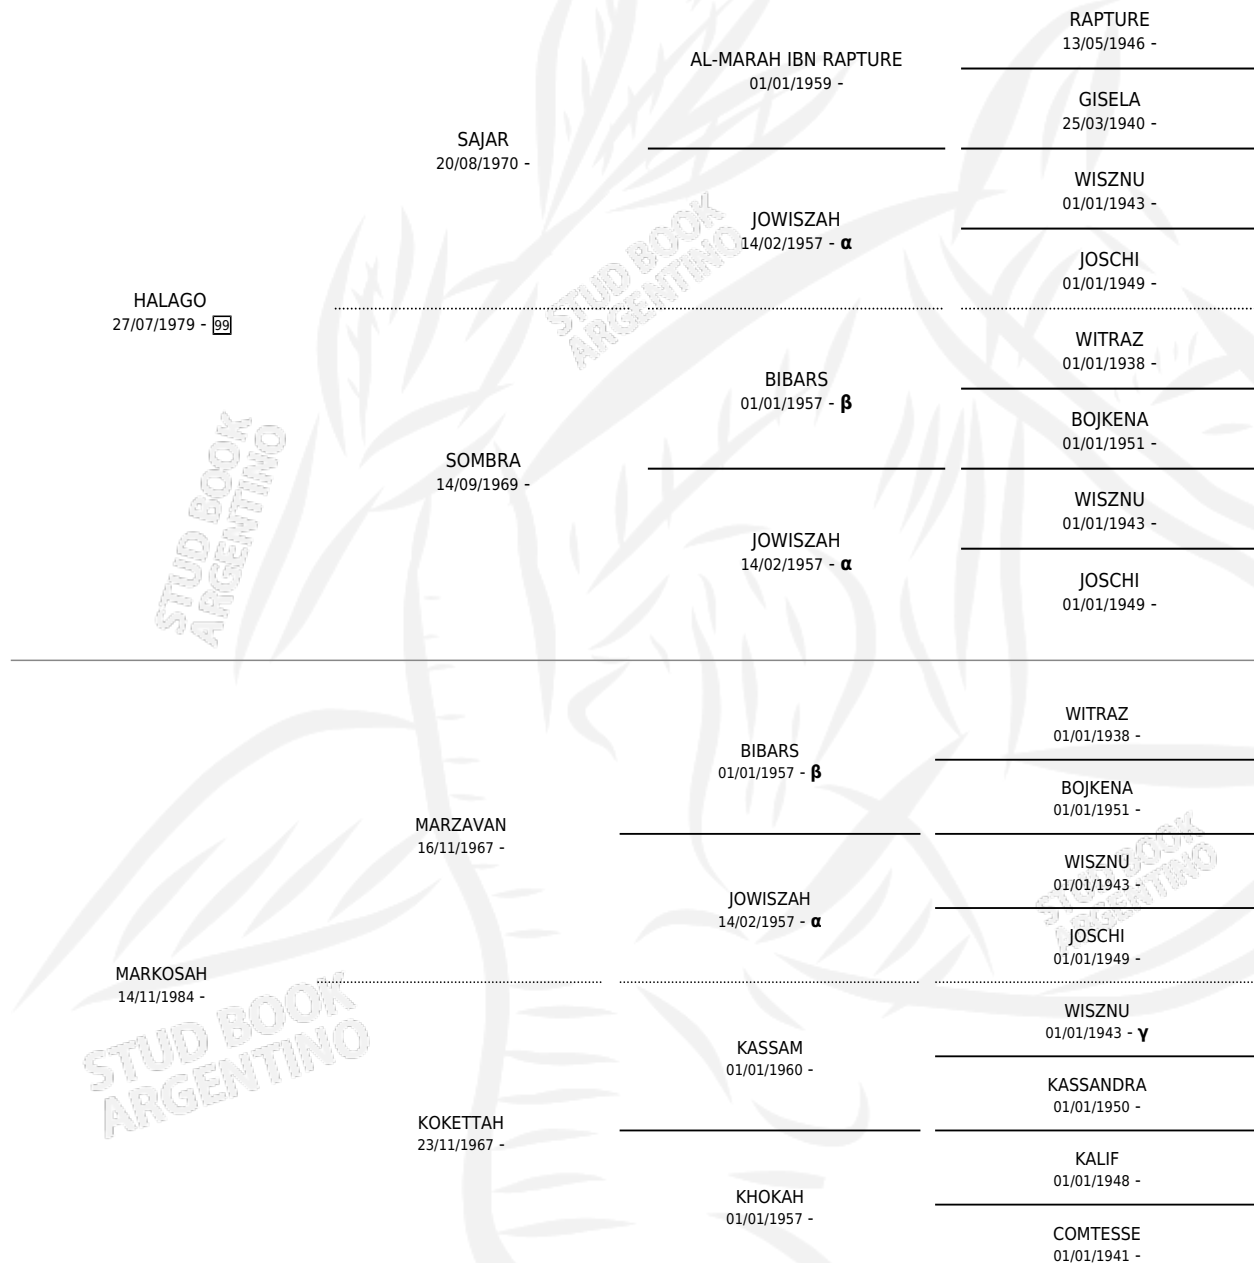 RAPTURE
13/05/1946 -
AL-MARAH IBN RAPTURE
01/01/1959 -
GISELA
25/03/1940 -
SAJAR
20/08/1970 -
WISZNU
01/01/1943 -
JOWISZAH
14/02/1957 - α
JOSCHI
01/01/1949 -
HALAGO
27/07/1979 - 99
WITRAZ
01/01/1938 -
BIBARS
01/01/1957 - β
BOJKENA
01/01/1951 -
SOMBRA
14/09/1969 -
WISZNU
01/01/1943 -
JOWISZAH
14/02/1957 - α
JOSCHI
01/01/1949 -
WITRAZ
01/01/1938 -
BIBARS
01/01/1957 - β
BOJKENA
01/01/1951 -
MARZAVAN
16/11/1967 -
WISZNU
01/01/1943 -
JOWISZAH
14/02/1957 - α
JOSCHI
01/01/1949 -
MARKOSAH
14/11/1984 -
WISZNU
01/01/1943 - γ
KASSAM
01/01/1960 -
KASSANDRA
01/01/1950 -
KOKETTAH
23/11/1967 -
KALIF
01/01/1948 -
KHOKAH
01/01/1957 -
COMTESSE
01/01/1941 -
STUD BOOK
ARGENTINO
STUD BOOK
ARGENTINO
STUD BOOK
ARGENTINO
STUD BOOK
ARGENTINO